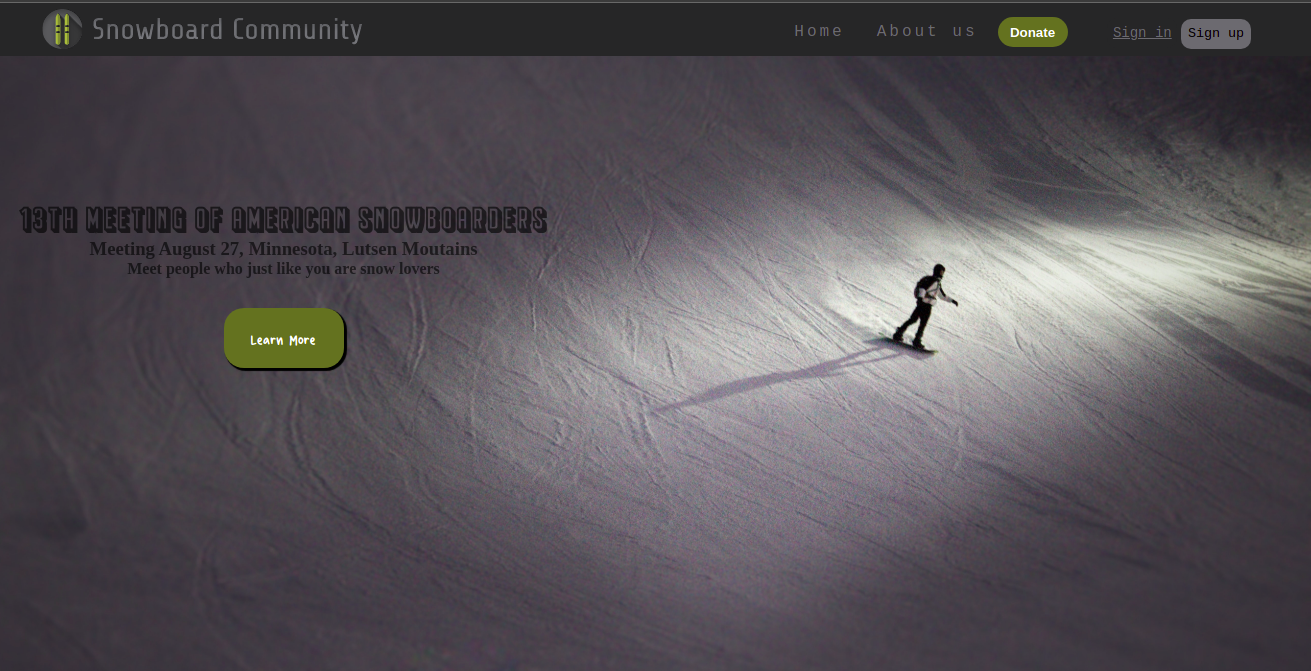 Snowboard Community
Home About us Donate Sign in Sign up
13TH MEETING OF AMERICAN SNOWBOARDERS
Meeting August 27, Minnesota, Lutsen Moutains
Meet people who just like you are snow lovers
Learn More